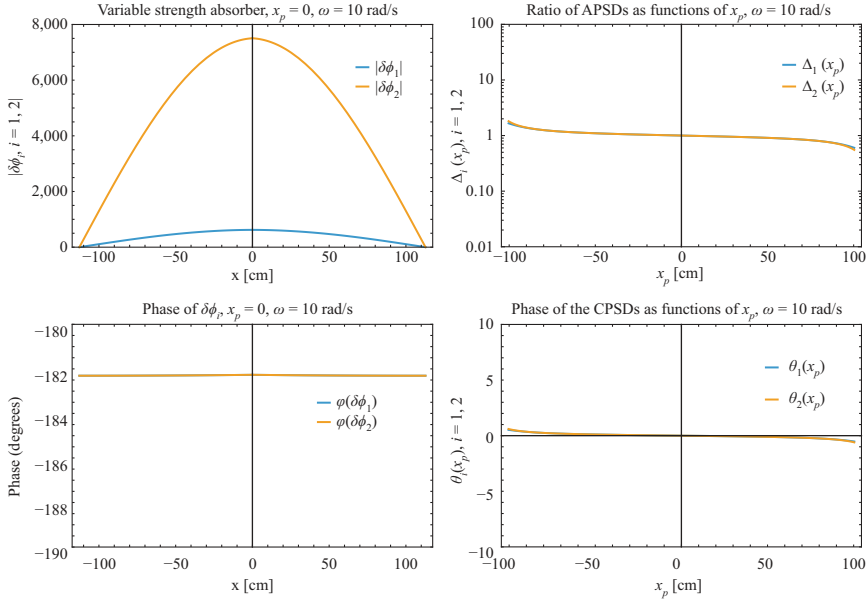 Variable strength absorber, x_p = 0, ω = 10 rad/s
8,000
6,000
4,000
2,000
0
|δϕ_i, i = 1, 2|
|δϕ_1|
|δϕ_2|
−100
−50
0
50
100
x [cm]
Ratio of APSDs as functions of x_p, ω = 10 rad/s
100
10
1
0.10
0.01
Δ_i (x_p), i = 1, 2
Δ_1 (x_p)
Δ_2 (x_p)
−100
−50
0
50
100
x_p [cm]
Phase of δϕ_i, x_p = 0, ω = 10 rad/s
−180
−182
−184
−186
−188
−190
Phase (degrees)
φ(δϕ_1)
φ(δϕ_2)
−100
−50
0
50
100
x [cm]
Phase of the CPSDs as functions of x_p, ω = 10 rad/s
10
5
0
−5
−10
θ_i(x_p), i = 1, 2
θ_1(x_p)
θ_2(x_p)
−100
−50
0
50
100
x_p [cm]